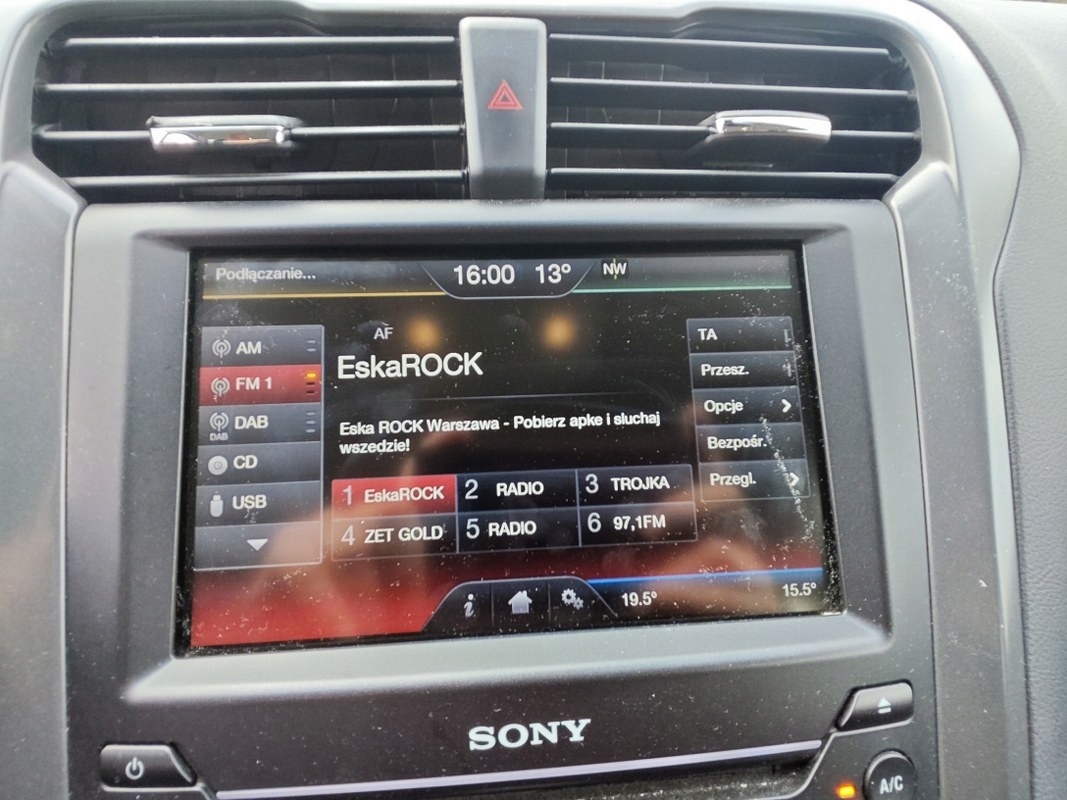 Podłączanie...
16:00 13° NW
AF
EskaROCK
Eska ROCK Warszawa - Pobierz apke i sluchaj
wszedzie!
AM
FM 1
DAB
DAB
CD
USB
TA
Przesz.
Opcje
Bezpośr.
Przegl.
1 EskaROCK 2 RADIO 3 TROJKA
4 ZET GOLD 5 RADIO 6 97,1FM
19.5° 15.5°
SONY
A/C